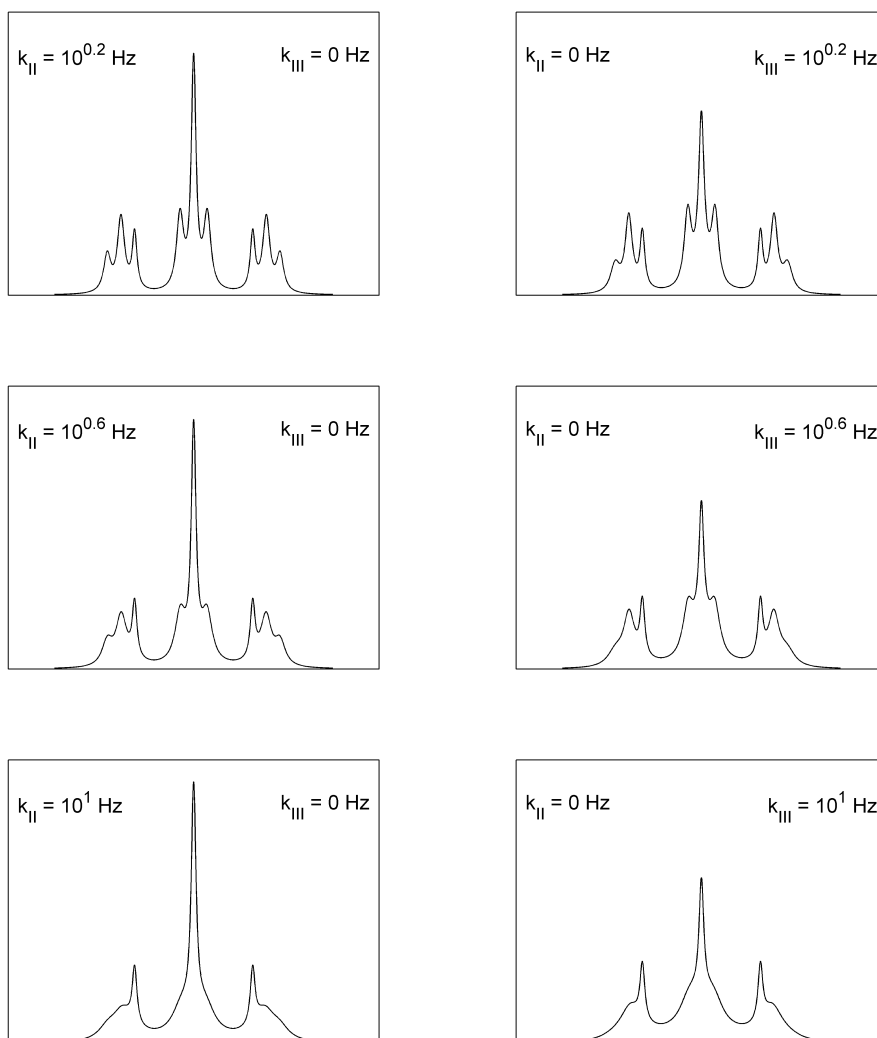 k_II = 10^0.2 Hz k_III = 0 Hz
k_II = 0 Hz k_III = 10^0.2 Hz
k_II = 10^0.6 Hz k_III = 0 Hz
k_II = 0 Hz k_III = 10^0.6 Hz
k_II = 10^1 Hz k_III = 0 Hz
k_II = 0 Hz k_III = 10^1 Hz